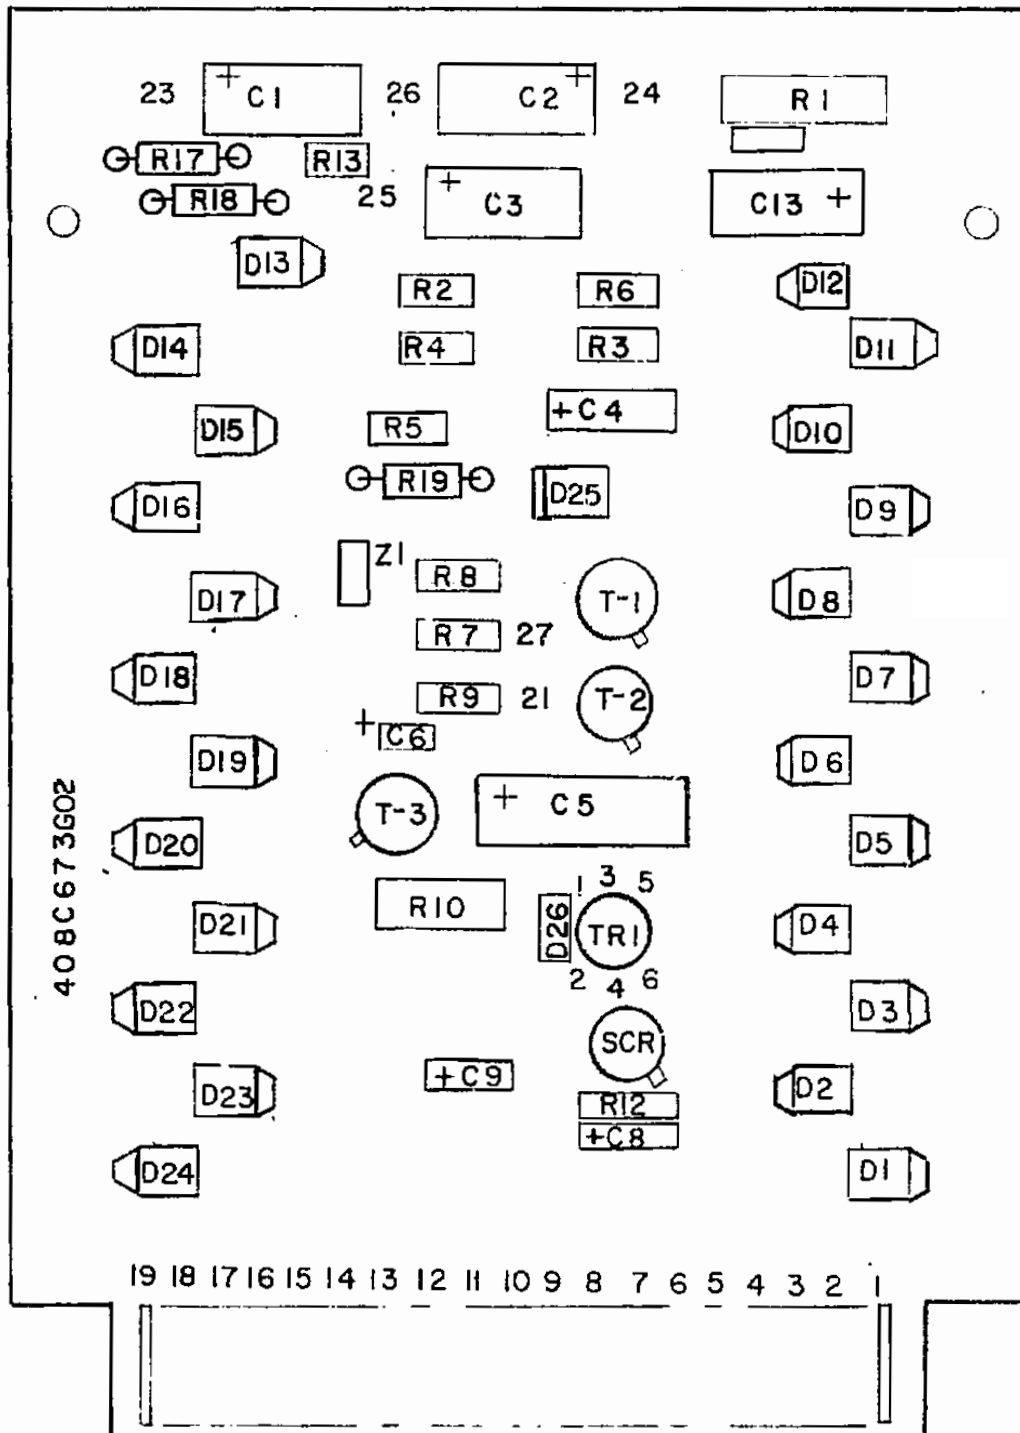 23 + C1 26 C2 + 24 R1
R17 R13
R18 25 + C3 C13 +
D13 R2 R6 D12
D14 R4 R3 D11
D15 R5 +C4 D10
D16 R19 D25 D9
Z1 R8
D17 T-1 D8
R7 27
D18 R9 21 T-2 D7
+ C6
D19 D6
T-3 + C5
D20 D5
408C673G02
R10 1 3 5
D21 D26 TR1 D4
2 4 6
D22 SCR D3
D23 +C9 R12 D2
+C8
D24 D1
19 18 17 16 15 14 13 12 11 10 9 8 7 6 5 4 3 2 1